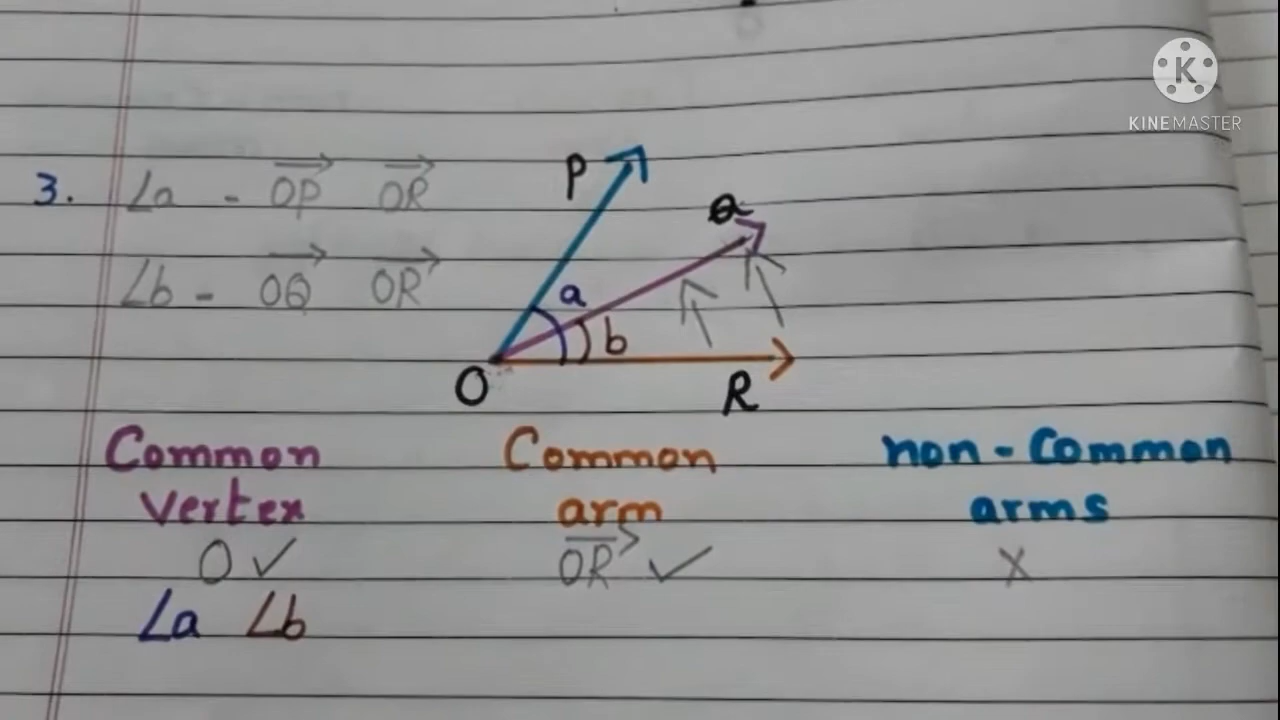 KINEMASTER
3. ∠a - OP→ OR→
∠b - OQ→ OR→
P
Q
a
b
O
R
Common vertex
Common arm
non-Common arms
O ✓
OR→ ✓
X
∠a ∠b